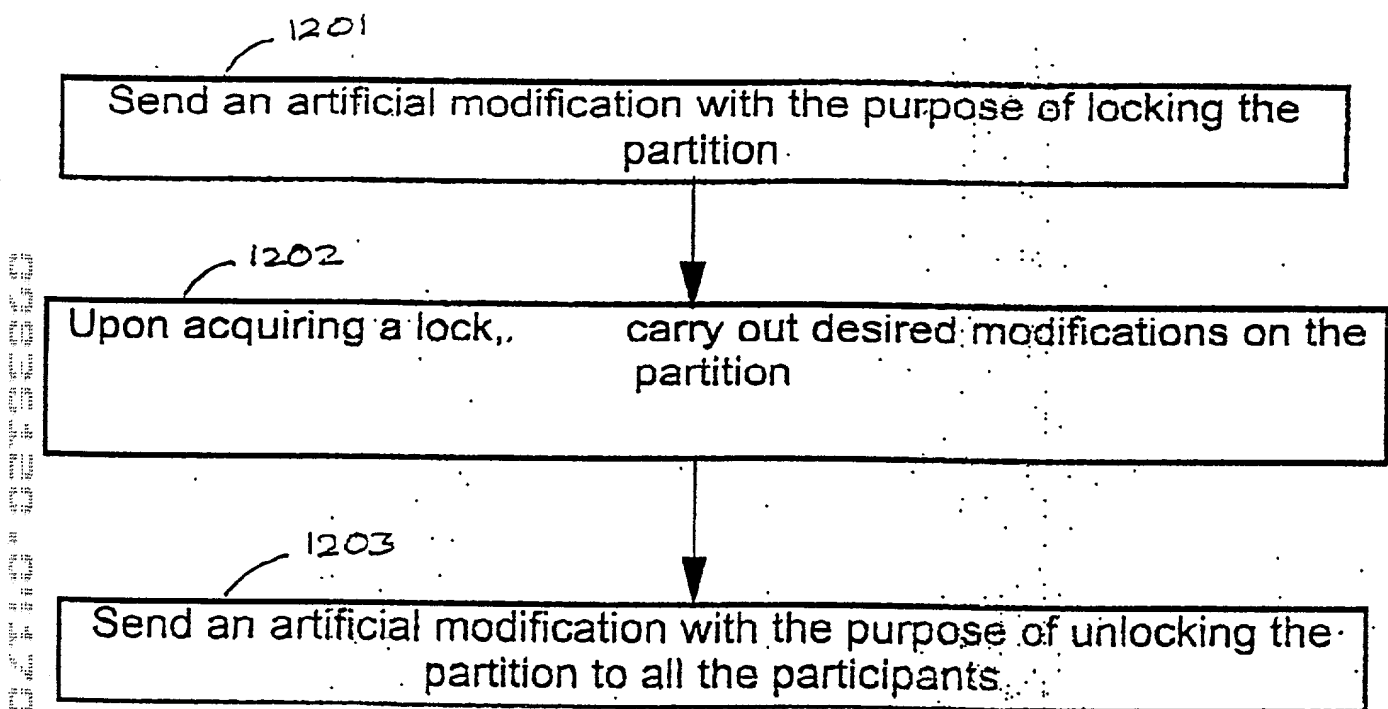 1201
Send an artificial modification with the purpose of locking the
partition
1202
Upon acquiring a lock, carry out desired modifications on the
partition
1203
Send an artificial modification with the purpose of unlocking the
partition to all the participants